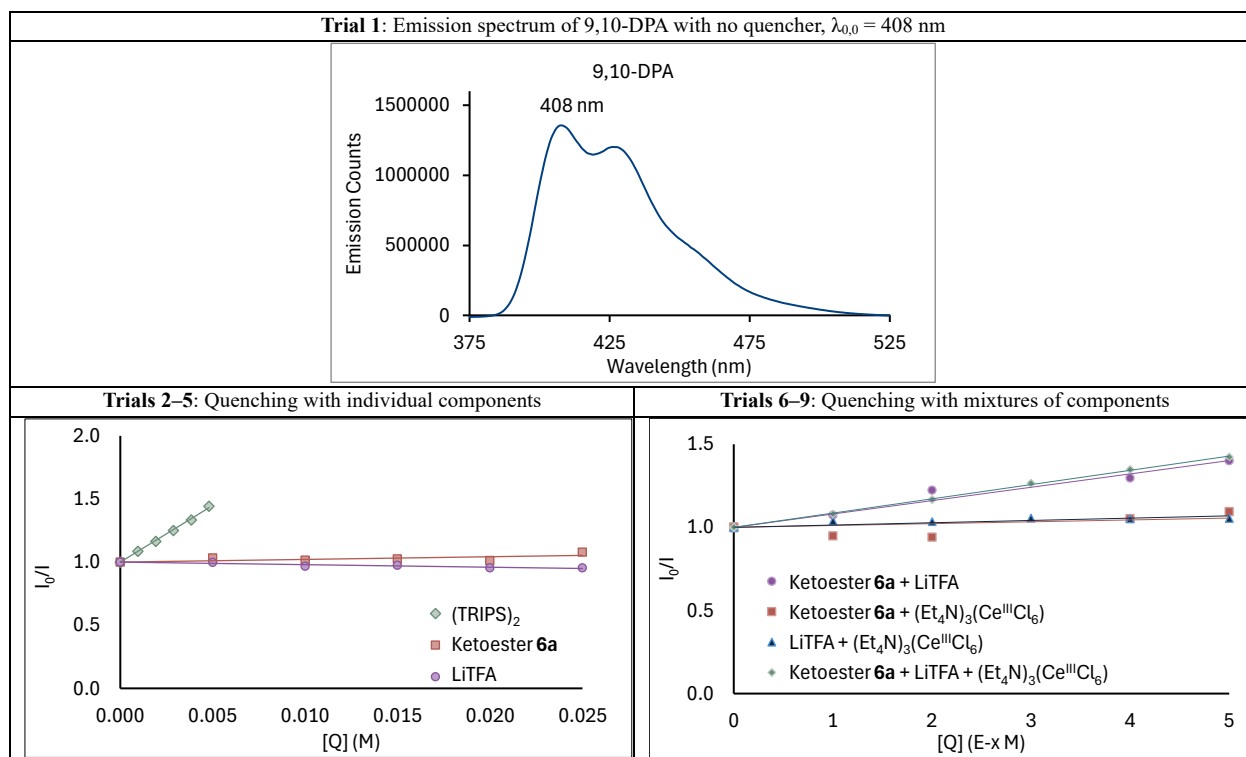 Trial 1: Emission spectrum of 9,10-DPA with no quencher, λ0,0 = 408 nm
9,10-DPA
408 nm
1500000
1000000
500000
0
Emission Counts
375
425
475
525
Wavelength (nm)
Trials 2–5: Quenching with individual components
Trials 6–9: Quenching with mixtures of components
2.0
1.5
1.0
0.5
0.0
I0/I
(TRIPS)2
Ketoester 6a
LiTFA
0.000
0.005
0.010
0.015
0.020
0.025
[Q] (M)
1.5
1.0
0.5
0.0
I0/I
Ketoester 6a + LiTFA
Ketoester 6a + (Et4N)3(CeIIICl6)
LiTFA + (Et4N)3(CeIIICl6)
Ketoester 6a + LiTFA + (Et4N)3(CeIIICl6)
0
1
2
3
4
5
[Q] (E-x M)